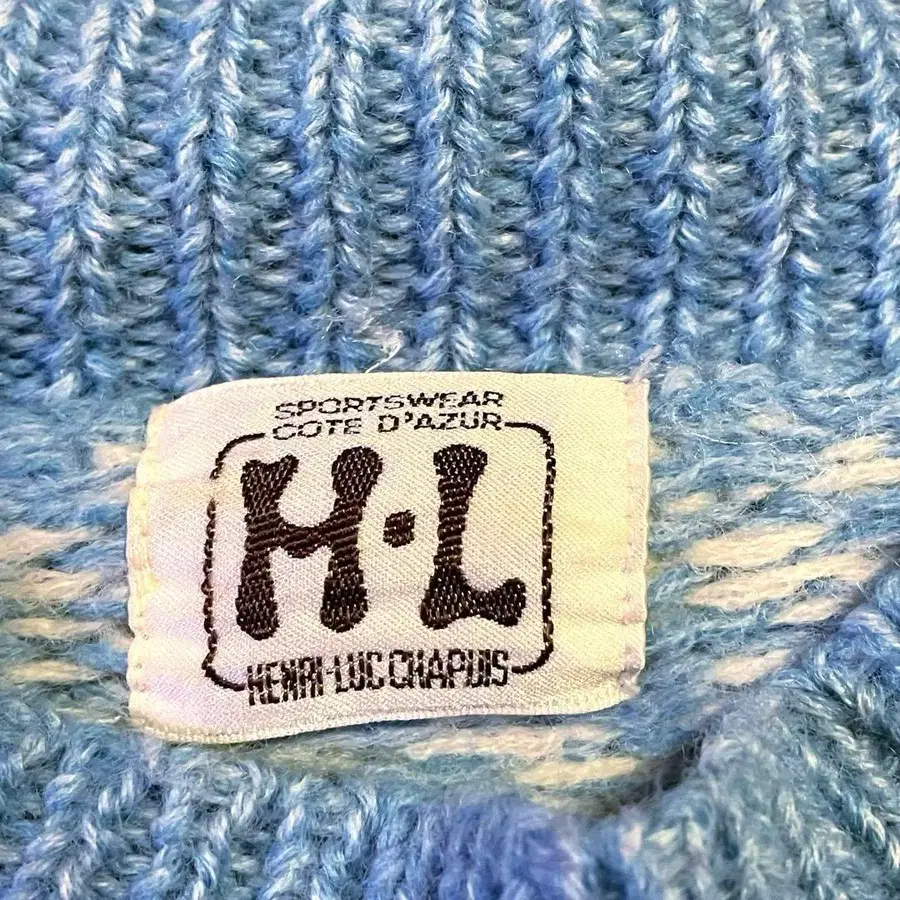 SPORTSWEAR
COTE D'AZUR
H·L
HENRI-LUC CHAPUIS